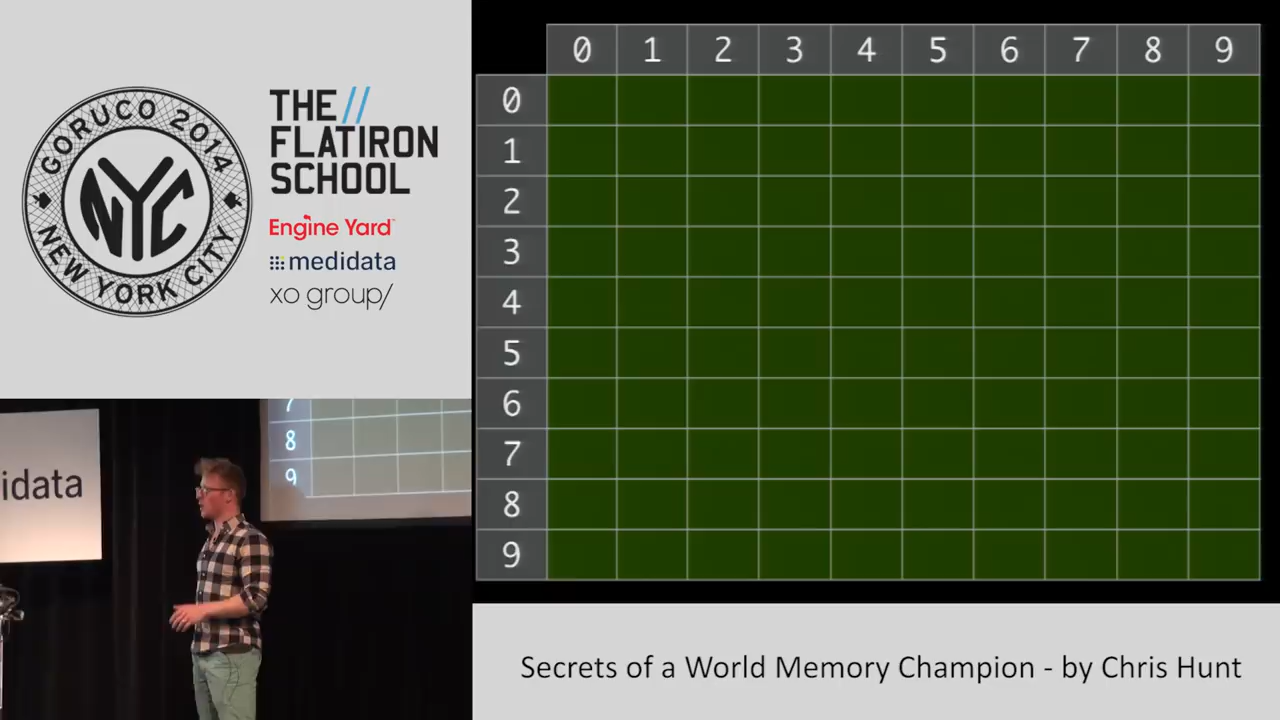 GORUCO 2014
NYC
NEW YORK CITY
THE //
FLATIRON
SCHOOL
Engine Yard™
medidata
xo group/
0 1 2 3 4 5 6 7 8 9
0
1
2
3
4
5
6
7
8
9
7
8
9
idata
Secrets of a World Memory Champion - by Chris Hunt